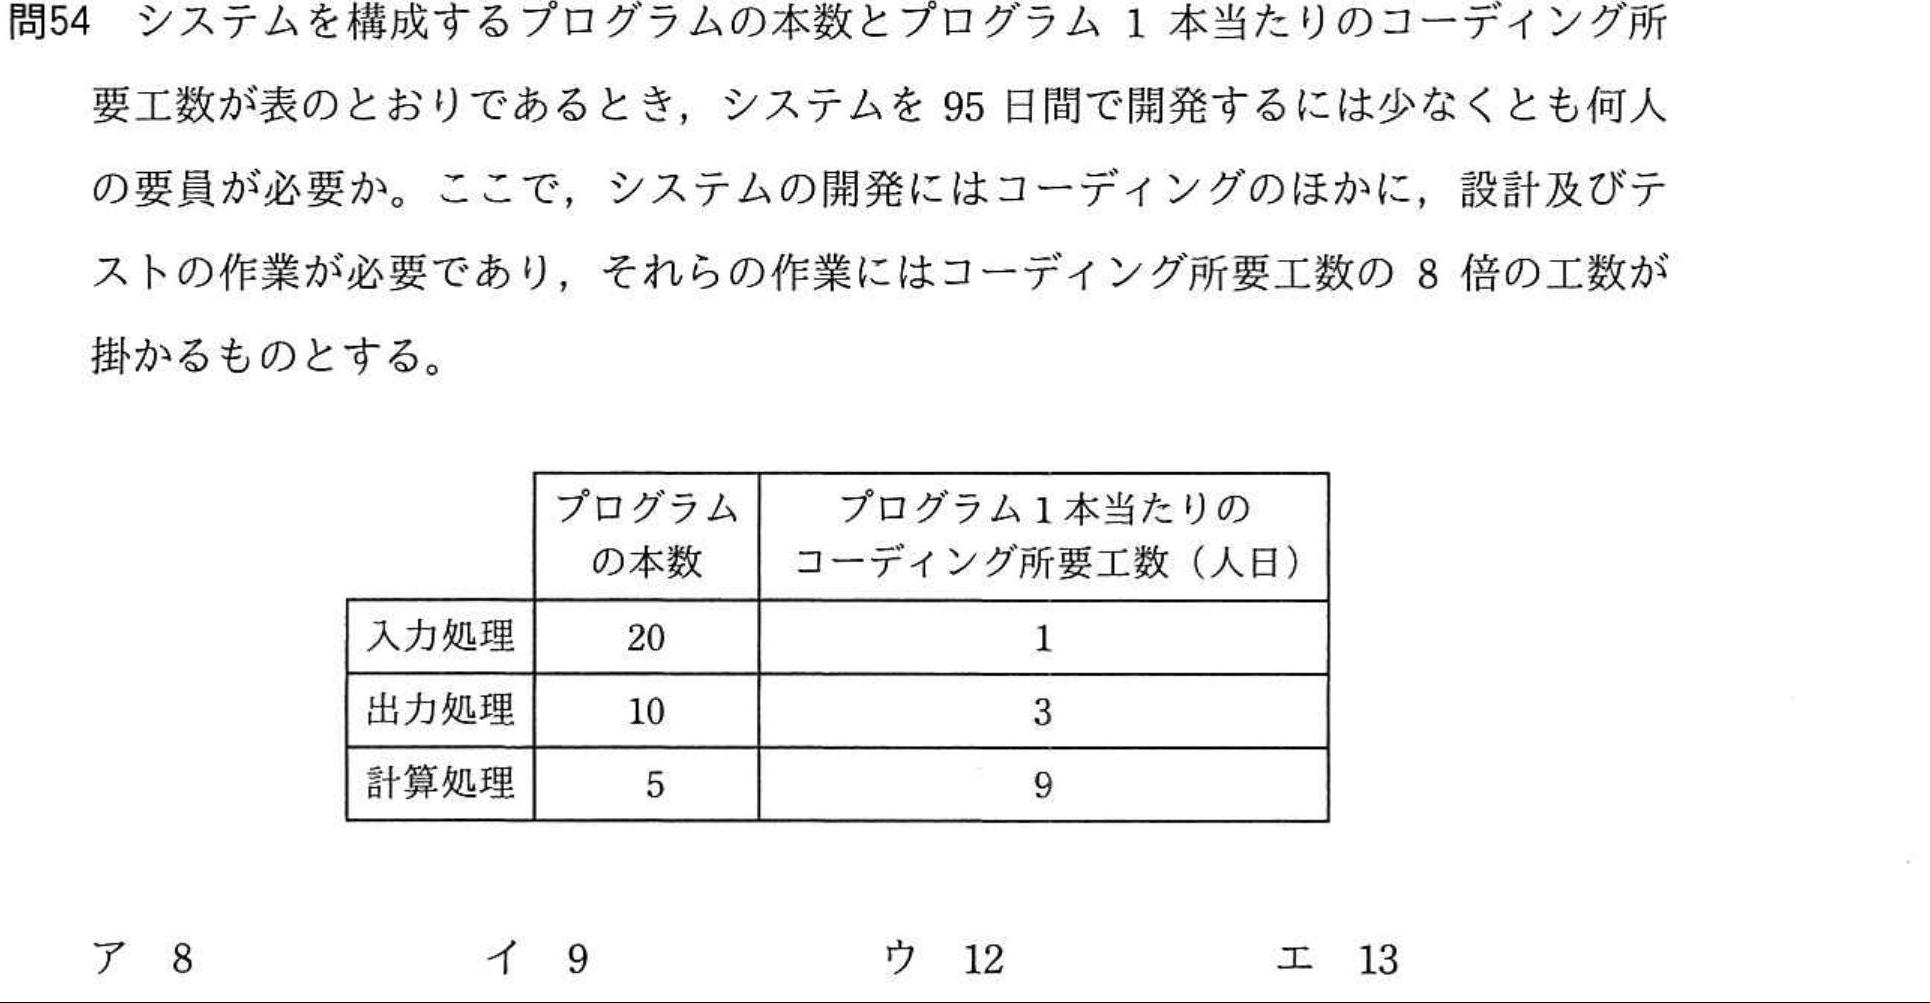 問54 システムを構成するプログラムの本数とプログラム 1 本当たりのコーディング所
要工数が表のとおりであるとき，システムを 95 日間で開発するには少なくとも何人
の要員が必要か。ここで，システムの開発にはコーディングのほかに，設計及びテ
ストの作業が必要であり，それらの作業にはコーディング所要工数の 8 倍の工数が
掛かるものとする。
プログラム
の本数
プログラム1本当たりの
コーディング所要工数（人日）
入力処理 20 1
出力処理 10 3
計算処理 5 9
ア 8 イ 9 ウ 12 エ 13